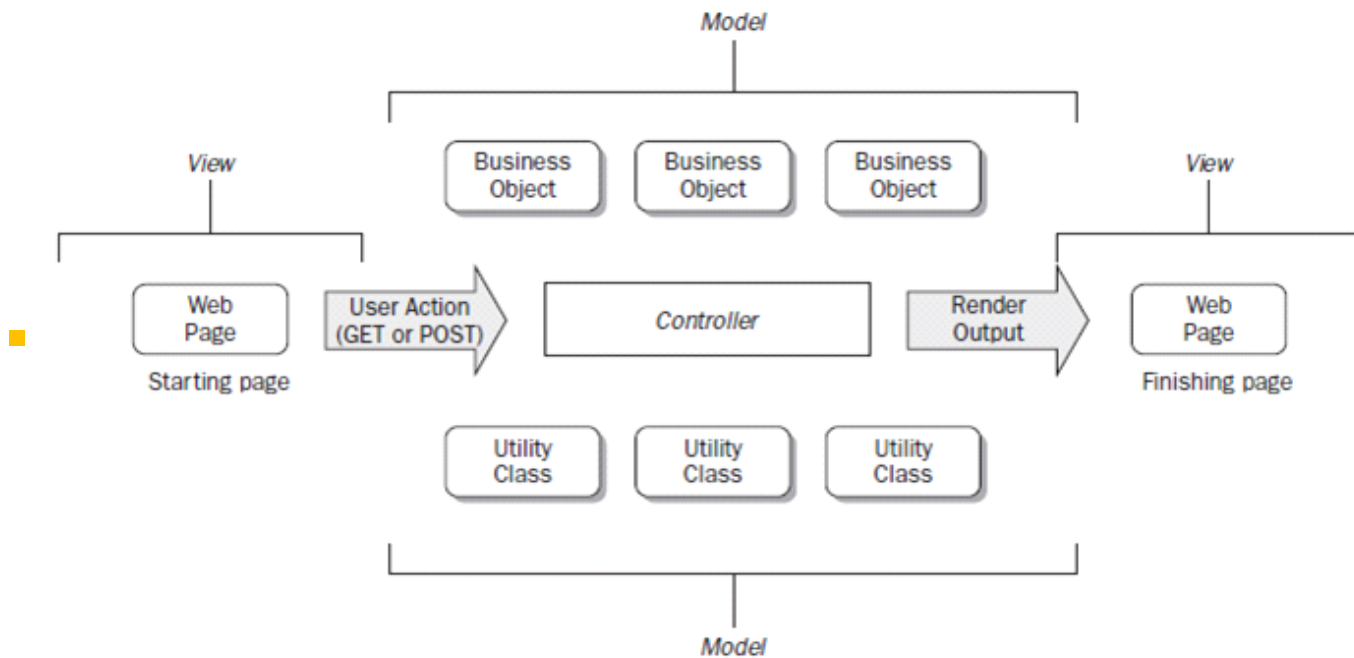 Model
View
Business
Object
Business
Object
Business
Object
View
Web
Page
User Action
(GET or POST)
Controller
Render
Output
Web
Page
Starting page
Finishing page
Utility
Class
Utility
Class
Utility
Class
Model